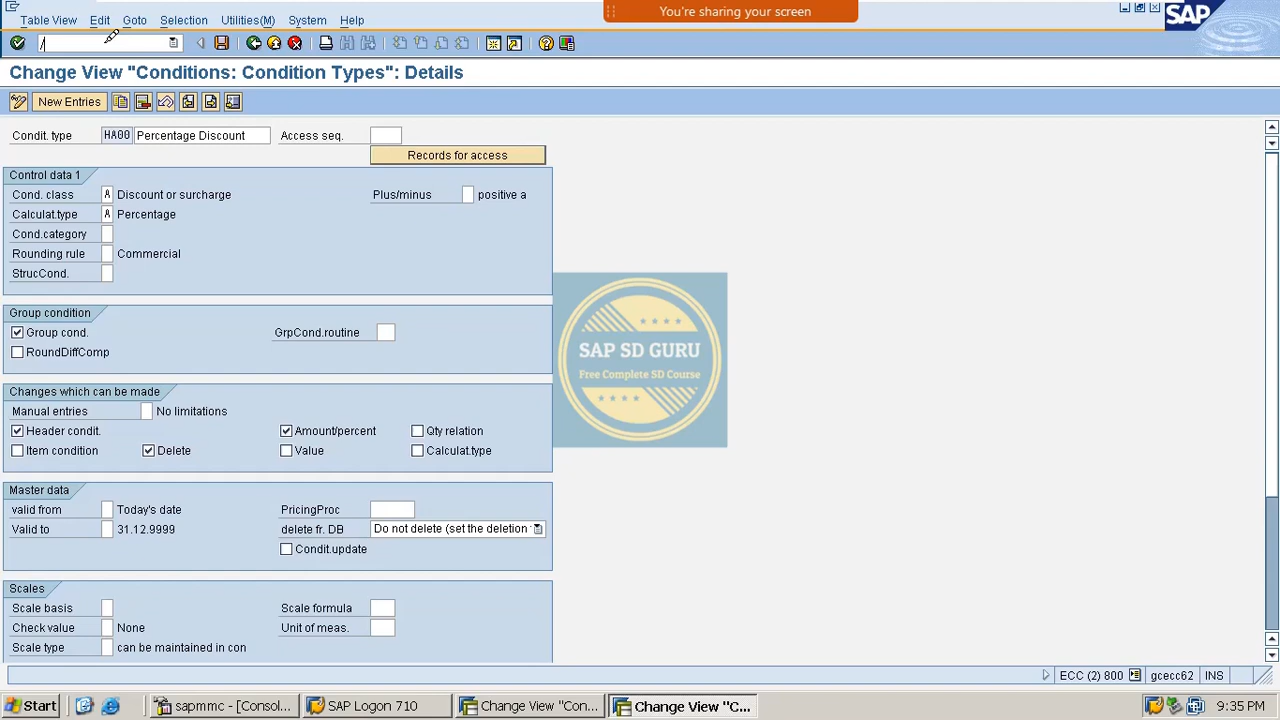 You're sharing your screen
Table View Edit Goto Selection Utilities(M) System Help
SAP
/
Change View "Conditions: Condition Types": Details
New Entries
Condit. type HA00 Percentage Discount Access seq.
Records for access
Control data 1
Cond. class A Discount or surcharge Plus/minus positive a
Calculat.type A Percentage
Cond.category
Rounding rule Commercial
StrucCond.
Group condition
Group cond. GrpCond.routine
RoundDiffComp
SAP SD GURU
Free Complete SD Course
Changes which can be made
Manual entries No limitations
Header condit. Amount/percent Qty relation
Item condition Delete Value Calculat.type
Master data
valid from Today's date PricingProc
Valid to 31.12.9999 delete fr. DB Do not delete (set the deletion
Condit.update
Scales
Scale basis Scale formula
Check value None Unit of meas.
Scale type can be maintained in con
ECC (2) 800 gcecc62 INS
Start sapmmc - [Consol... SAP Logon 710 Change View "Con... Change View "C... 9:35 PM